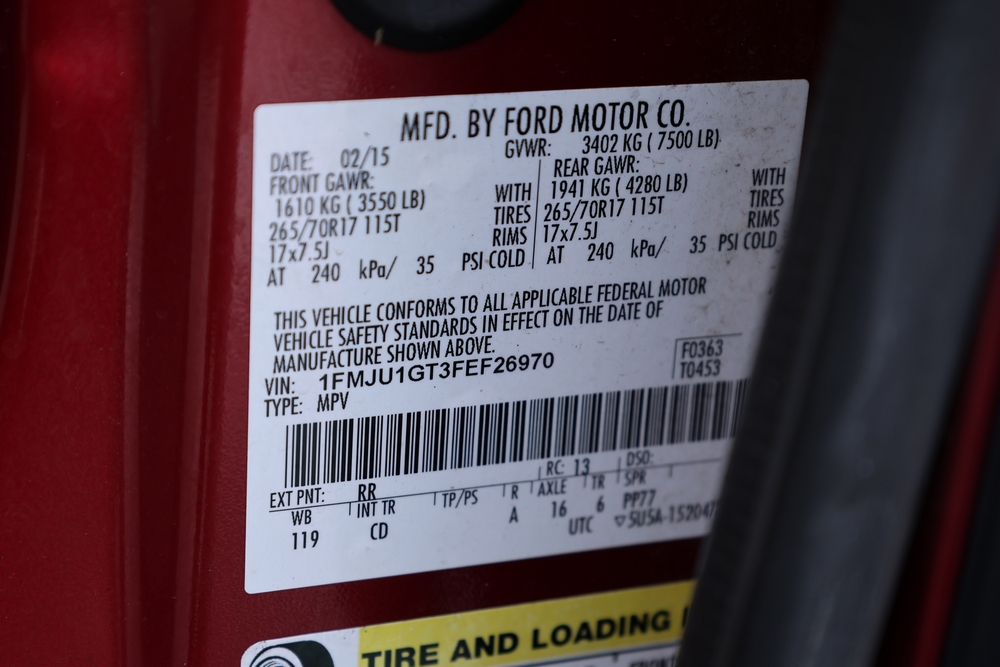 MFD. BY FORD MOTOR CO.
DATE: 02/15 GVWR: 3402 KG ( 7500 LB)
FRONT GAWR: REAR GAWR:
1610 KG ( 3550 LB) WITH 1941 KG ( 4280 LB) WITH
265/70R17 115T TIRES 265/70R17 115T TIRES
17x7.5J RIMS 17x7.5J RIMS
AT 240 kPa/ 35 PSI COLD AT 240 kPa/ 35 PSI COLD
THIS VEHICLE CONFORMS TO ALL APPLICABLE FEDERAL MOTOR
VEHICLE SAFETY STANDARDS IN EFFECT ON THE DATE OF
MANUFACTURE SHOWN ABOVE.
VIN: 1FMJU1GT3FEF26970
F0363
T0453
TYPE: MPV
RC: 13 DSO:
EXT PNT: RR
WB INT TR TP/PS R AXLE TR SPR
119 CD A 16 6 PP77
UTC ▽5USA-152047
TIRE AND LOADING